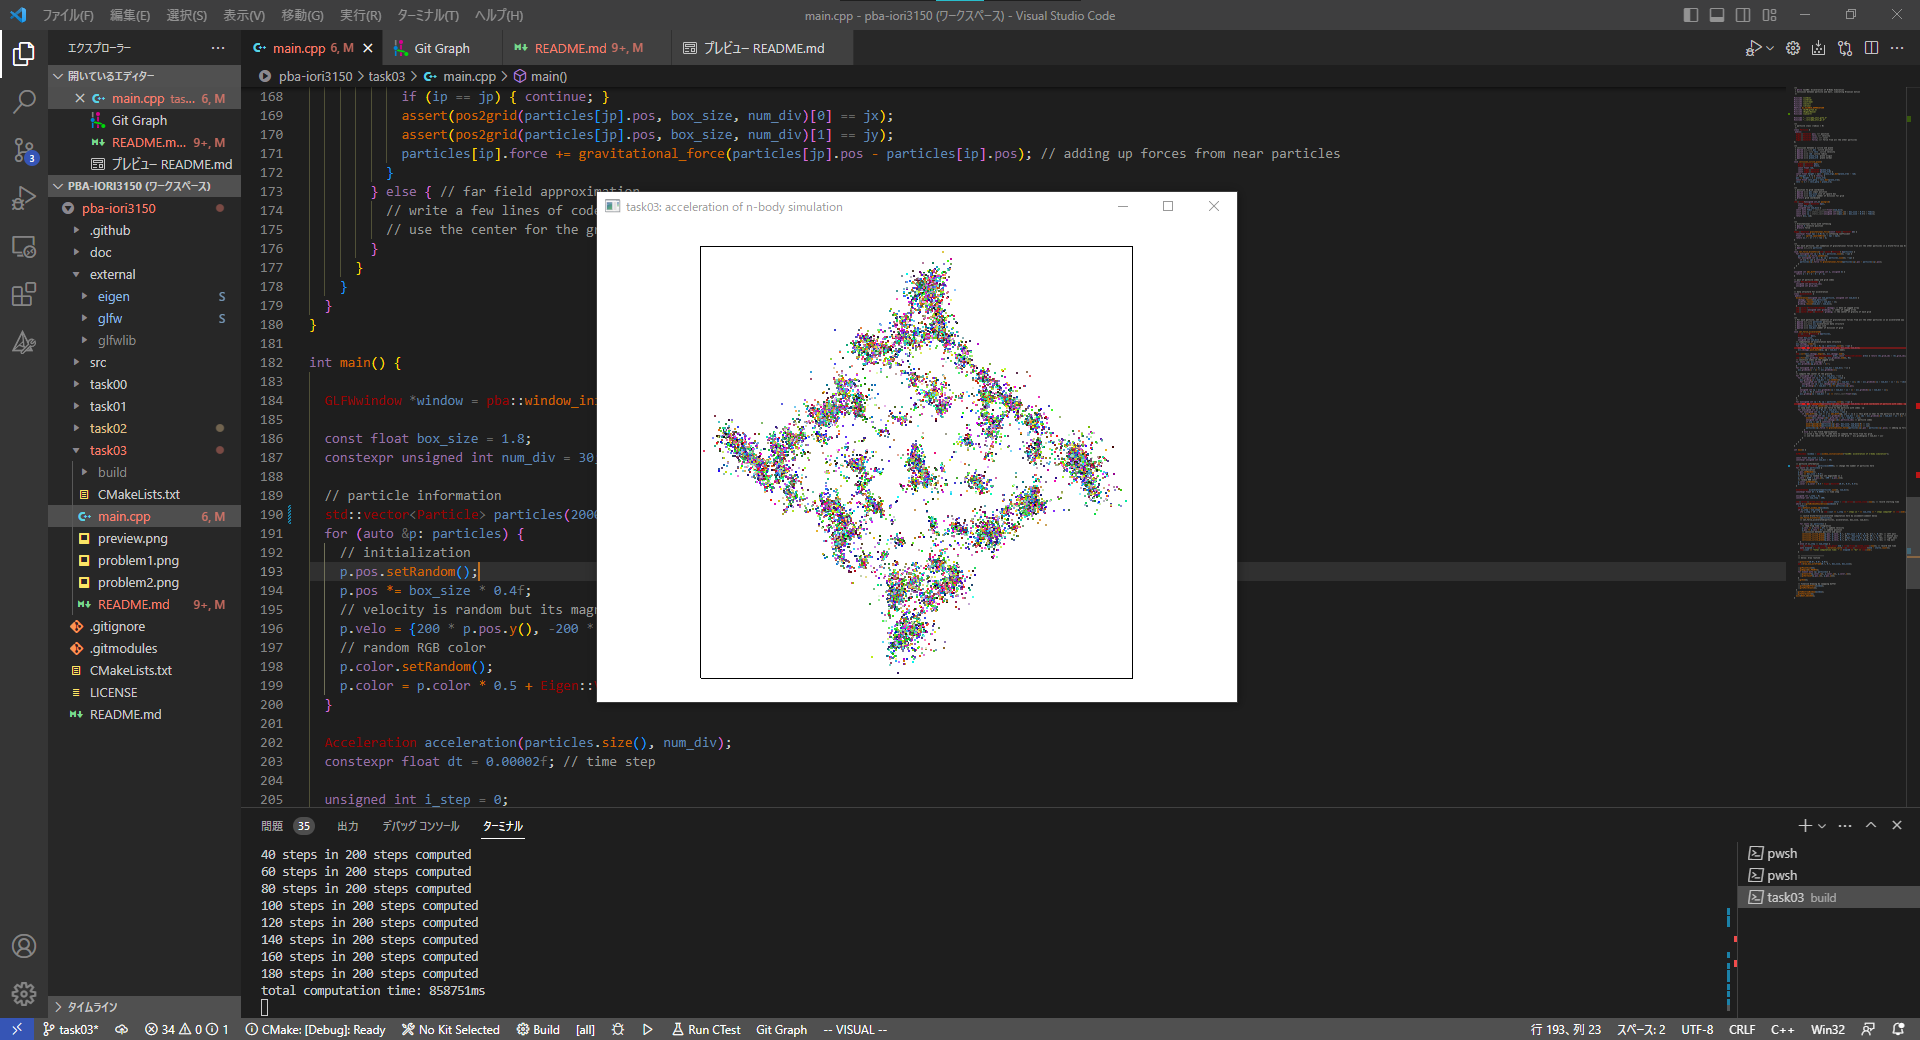 ファイル(F) 編集(E) 選択(S) 表示(V) 移動(G) 実行(R) ターミナル(T) ヘルプ(H)
main.cpp - pba-iori3150 (ワークスペース) - Visual Studio Code
エクスプローラー
main.cpp 6, M
Git Graph
README.md 9+, M
プレビュー README.md
開いているエディター
main.cpp tas... 6, M
Git Graph
README.m... 9+, M
プレビュー README.md
PBA-IORI3150 (ワークスペース)
pba-iori3150
.github
doc
external
eigen S
glfw S
glfwlib
src
task00
task01
task02
task03
build
CMakeLists.txt
main.cpp 6, M
preview.png
problem1.png
problem2.png
README.md 9+, M
.gitignore
.gitmodules
CMakeLists.txt
LICENSE
README.md
タイムライン
3
pba-iori3150 > task03 > main.cpp > main()
168 if (ip == jp) { continue; }
169 assert(pos2grid(particles[jp].pos, box_size, num_div)[0] == jx);
170 assert(pos2grid(particles[jp].pos, box_size, num_div)[1] == jy);
171 particles[ip].force += gravitational_force(particles[jp].pos - particles[ip].pos); // adding up forces from near particles
172 }
173 } else { // far field approximation
174 // write a few lines of code
175 // use the center for the gr
176 }
177 }
178 }
179 }
180 }
181
182 int main() {
183
184 GLFWwindow *window = pba::window_ini
185
186 const float box_size = 1.8;
187 constexpr unsigned int num_div = 30
188
189 // particle information
190 std::vector<Particle> particles(2000
191 for (auto &p: particles) {
192 // initialization
193 p.pos.setRandom();
194 p.pos *= box_size * 0.4f;
195 // velocity is random but its magn
196 p.velo = {200 * p.pos.y(), -200 *
197 // random RGB color
198 p.color.setRandom();
199 p.color = p.color * 0.5 + Eigen::
200 }
201
202 Acceleration acceleration(particles.size(), num_div);
203 constexpr float dt = 0.00002f; // time step
204
205 unsigned int i_step = 0;
task03: acceleration of n-body simulation
問題 35 出力 デバッグ コンソール ターミナル
40 steps in 200 steps computed
60 steps in 200 steps computed
80 steps in 200 steps computed
100 steps in 200 steps computed
120 steps in 200 steps computed
140 steps in 200 steps computed
160 steps in 200 steps computed
180 steps in 200 steps computed
total computation time: 858751ms
pwsh
pwsh
task03 build
task03* 34 0 1 CMake: [Debug]: Ready No Kit Selected Build [all] Run CTest Git Graph -- VISUAL -- 行 193、列 23 スペース: 2 UTF-8 CRLF C++ Win32